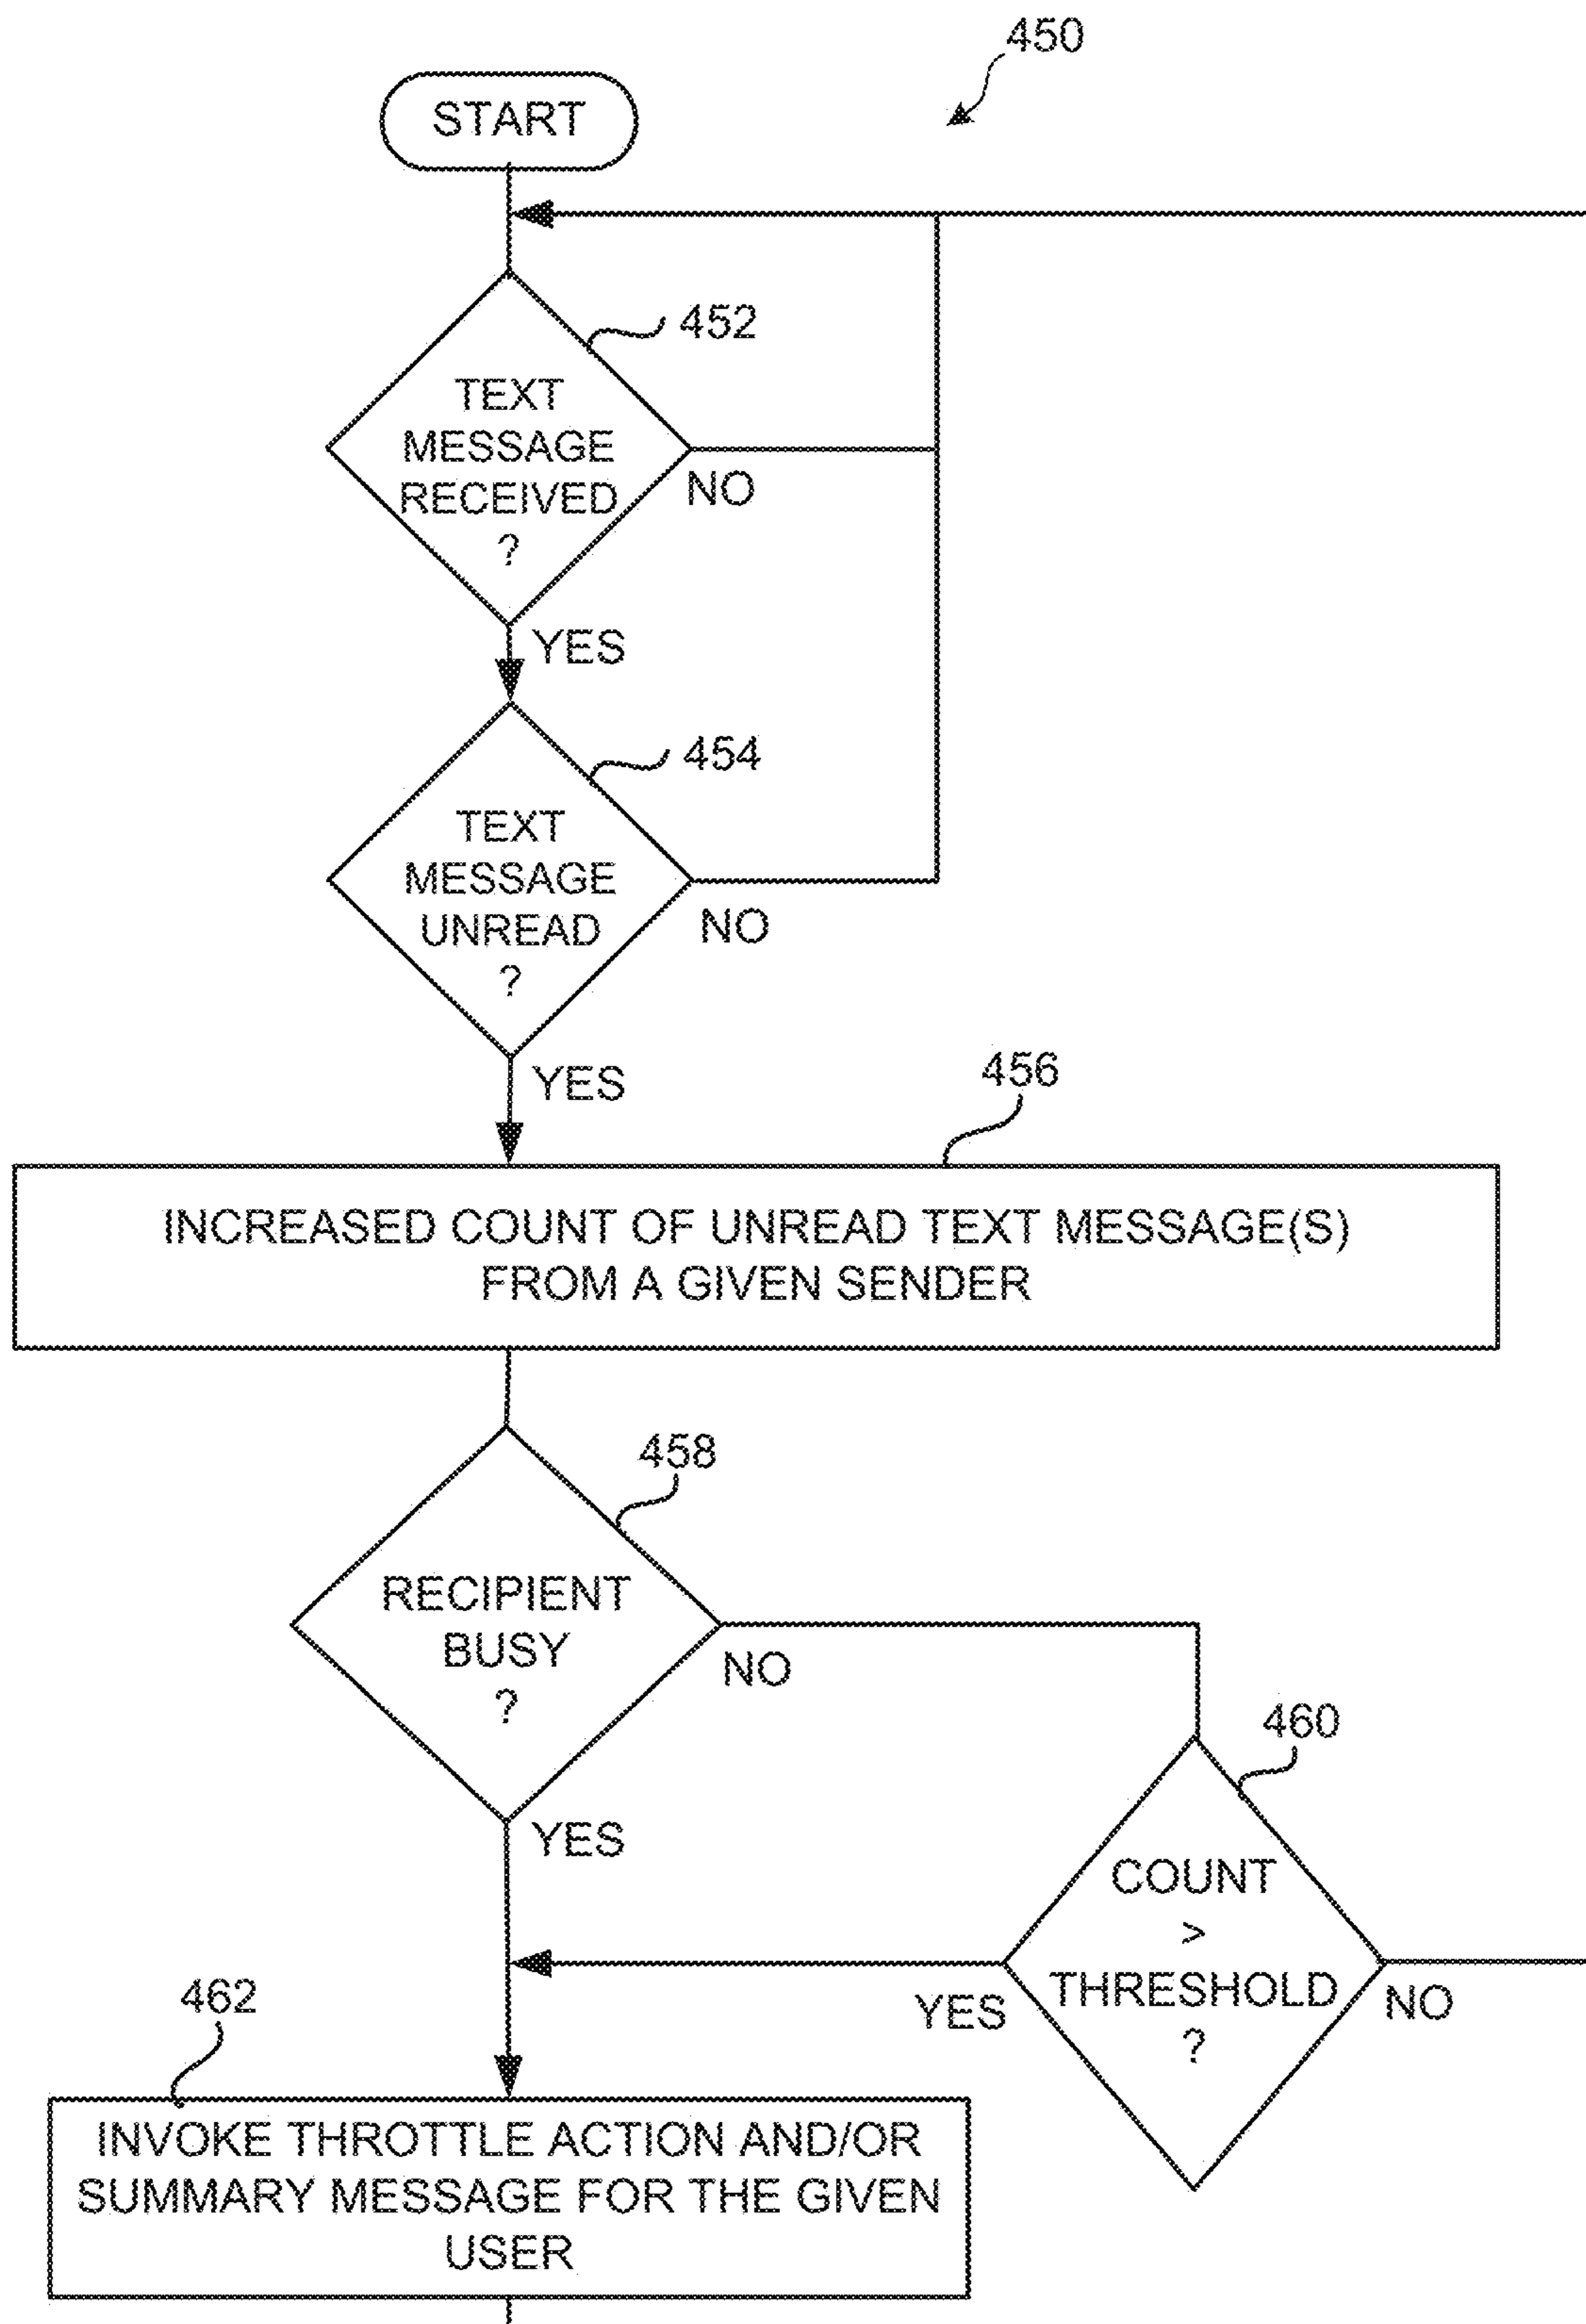 450
START
452
TEXT
MESSAGE
RECEIVED
?
NO
YES
454
TEXT
MESSAGE
UNREAD
?
NO
YES
456
INCREASED COUNT OF UNREAD TEXT MESSAGE(S)
FROM A GIVEN SENDER
458
RECIPIENT
BUSY
?
NO
YES
460
COUNT
>
THRESHOLD
?
YES
NO
462
INVOKE THROTTLE ACTION AND/OR
SUMMARY MESSAGE FOR THE GIVEN
USER